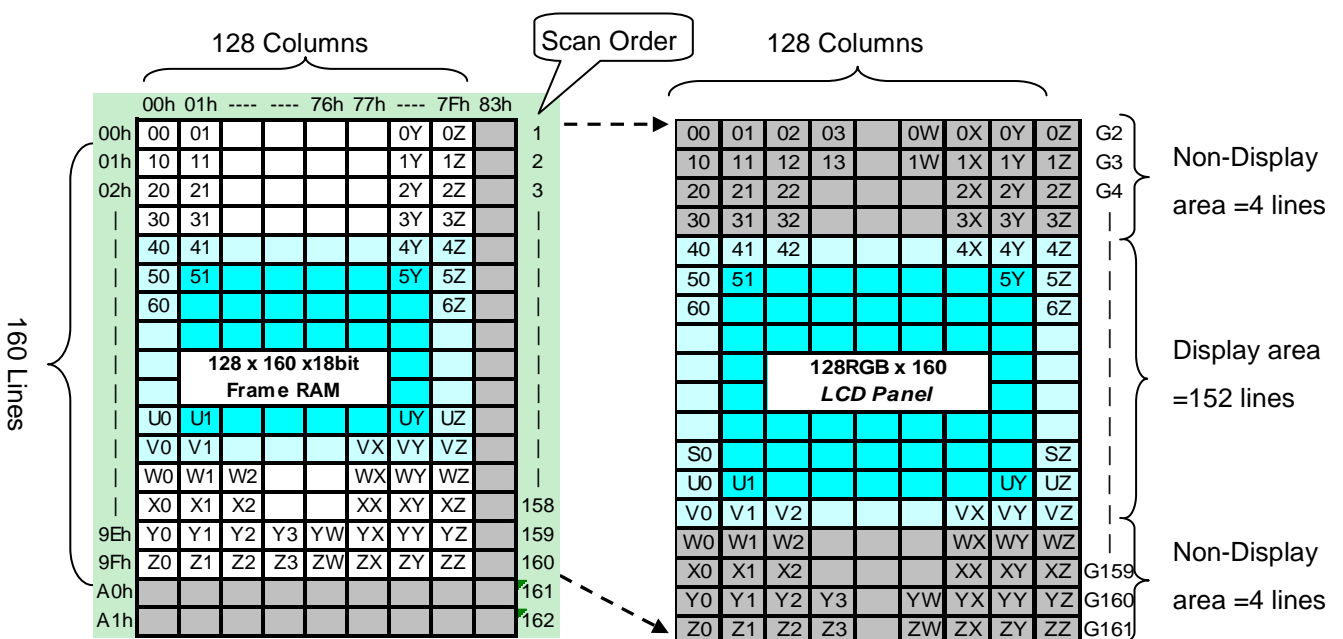 128 Columns
Scan Order
128 Columns
00h 01h ---- ---- 76h 77h ---- 7Fh 83h
00h 00 01 0Y 0Z 1
01h 10 11 1Y 1Z 2
02h 20 21 2Y 2Z 3
| 30 31 3Y 3Z |
| 40 41 4Y 4Z |
| 50 51 5Y 5Z |
| 60 6Z |
128 x 160 x18bit
Frame RAM
| U0 U1 UY UZ |
| V0 V1 VX VY VZ |
| W0 W1 W2 WX WY WZ |
| X0 X1 X2 XX XY XZ 158
9Eh Y0 Y1 Y2 Y3 YW YX YY YZ 159
9Fh Z0 Z1 Z2 Z3 ZW ZX ZY ZZ 160
A0h 161
A1h 162
160 Lines
00 01 02 03 0W 0X 0Y 0Z G2
10 11 12 13 1W 1X 1Y 1Z G3
20 21 22 2X 2Y 2Z G4
30 31 32 3X 3Y 3Z |
40 41 42 4X 4Y 4Z |
50 51 5Y 5Z |
60 6Z |
128RGB x 160
LCD Panel
S0 SZ |
U0 U1 UY UZ |
V0 V1 V2 VX VY VZ |
W0 W1 W2 WX WY WZ |
X0 X1 X2 XX XY XZ G159
Y0 Y1 Y2 Y3 YW YX YY YZ G160
Z0 Z1 Z2 Z3 ZW ZX ZY ZZ G161
Non-Display
area =4 lines
Display area
=152 lines
Non-Display
area =4 lines